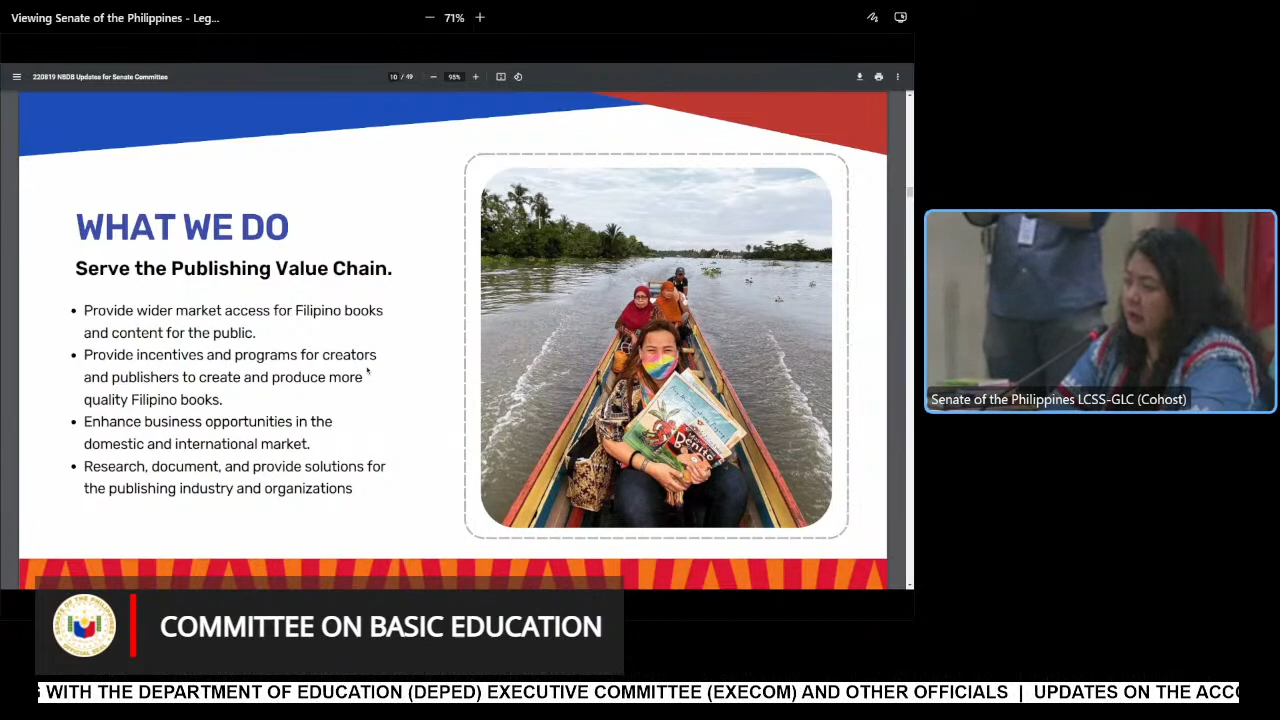 Viewing Senate of the Philippines - Leg...
71%
220819 NBDB Updates for Senate Committee
10 / 49
95%
WHAT WE DO
Serve the Publishing Value Chain.
• Provide wider market access for Filipino books
and content for the public.
• Provide incentives and programs for creators
and publishers to create and produce more
quality Filipino books.
• Enhance business opportunities in the
domestic and international market.
• Research, document, and provide solutions for
the publishing industry and organizations
Benito
Senate of the Philippines LCSS-GLC (Cohost)
COMMITTEE ON BASIC EDUCATION
WITH THE DEPARTMENT OF EDUCATION (DEPED) EXECUTIVE COMMITTEE (EXECOM) AND OTHER OFFICIALS | UPDATES ON THE